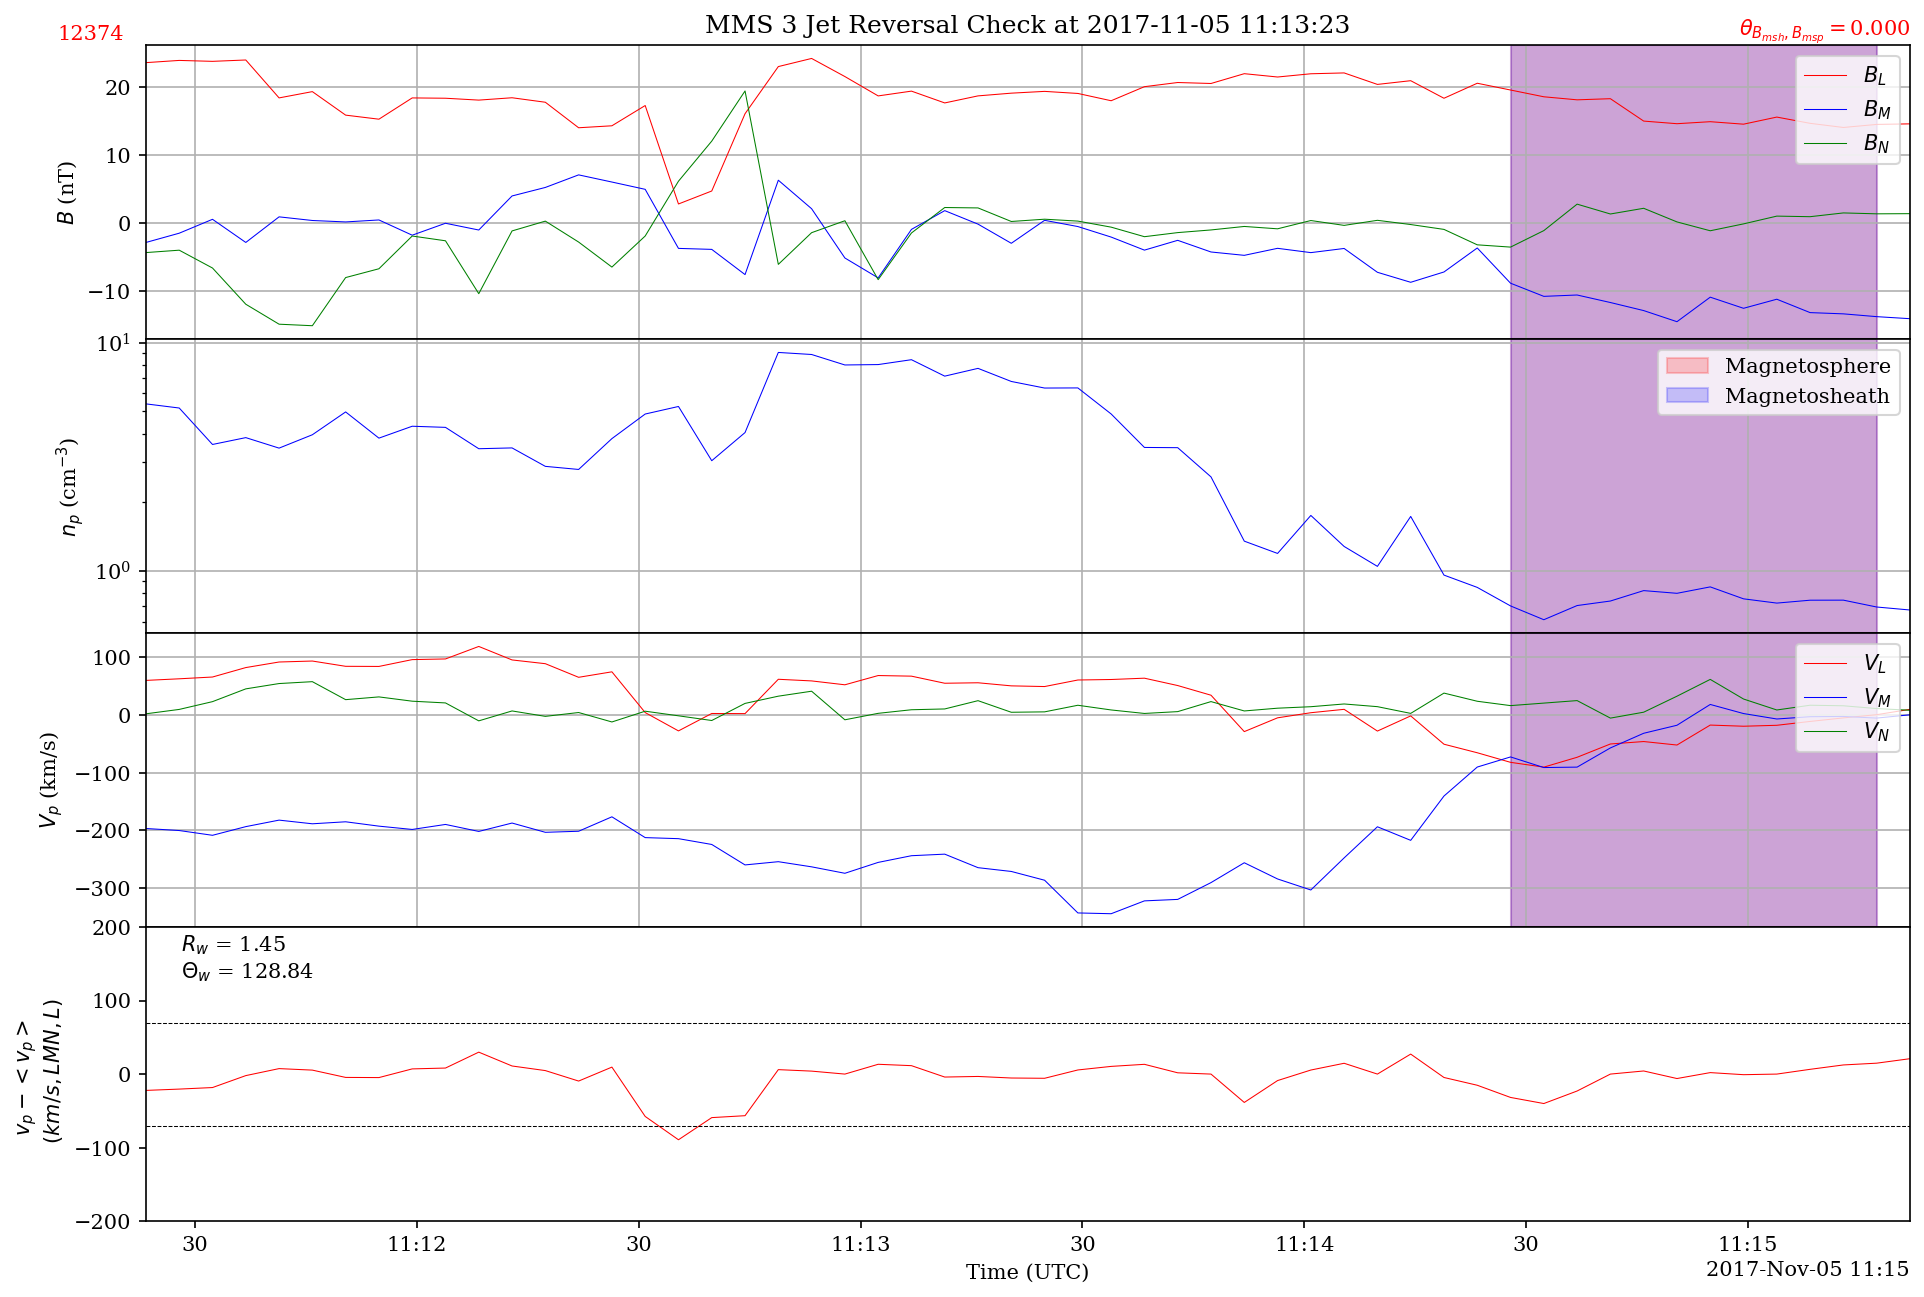 12374
MMS 3 Jet Reversal Check at 2017-11-05 11:13:23
θ_{B_{msh}, B_{msp}} = 0.000
B (nT)
20
10
0
−10
B_L
B_M
B_N
n_p (cm^{−3})
10^1
10^0
Magnetosphere
Magnetosheath
V_p (km/s)
100
0
−100
−200
−300
V_L
V_M
V_N
v_p − < v_p >
(km/s, LMN, L)
200
100
0
−100
−200
R_w = 1.45
Θ_w = 128.84
30
11:12
30
11:13
30
11:14
30
11:15
Time (UTC)
2017-Nov-05 11:15